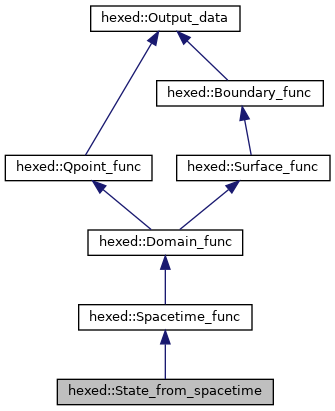 hexed::Output_data
hexed::Boundary_func
hexed::Qpoint_func
hexed::Surface_func
hexed::Domain_func
hexed::Spacetime_func
hexed::State_from_spacetime